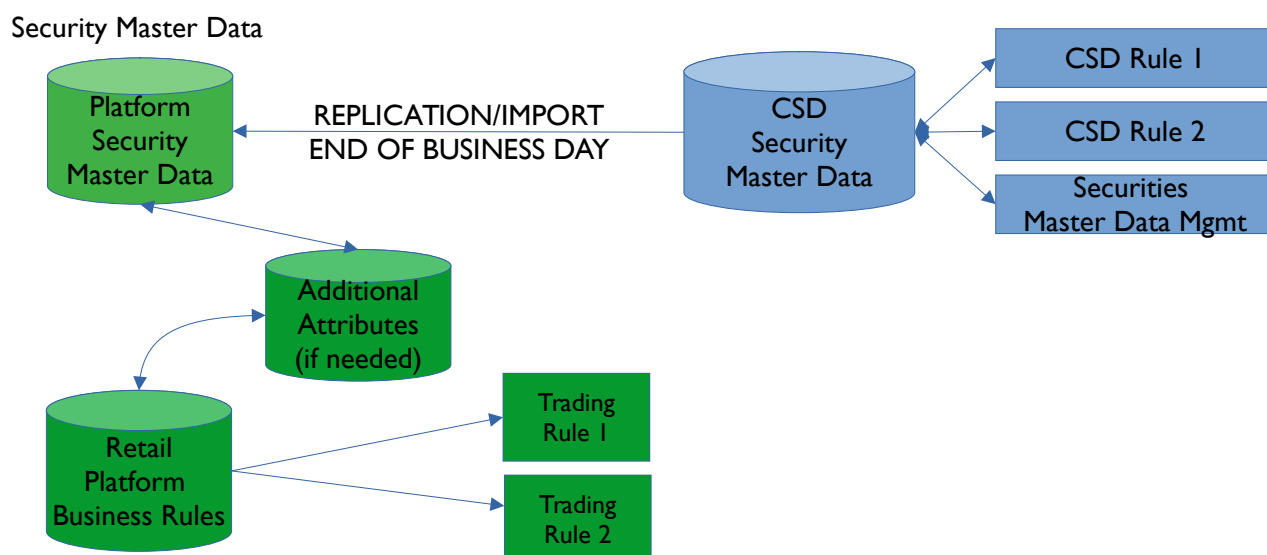 Security Master Data
Platform
Security
Master Data
REPLICATION/IMPORT
END OF BUSINESS DAY
CSD
Security
Master Data
CSD Rule 1
CSD Rule 2
Securities
Master Data Mgmt
Additional
Attributes
(if needed)
Retail
Platform
Business Rules
Trading
Rule 1
Trading
Rule 2